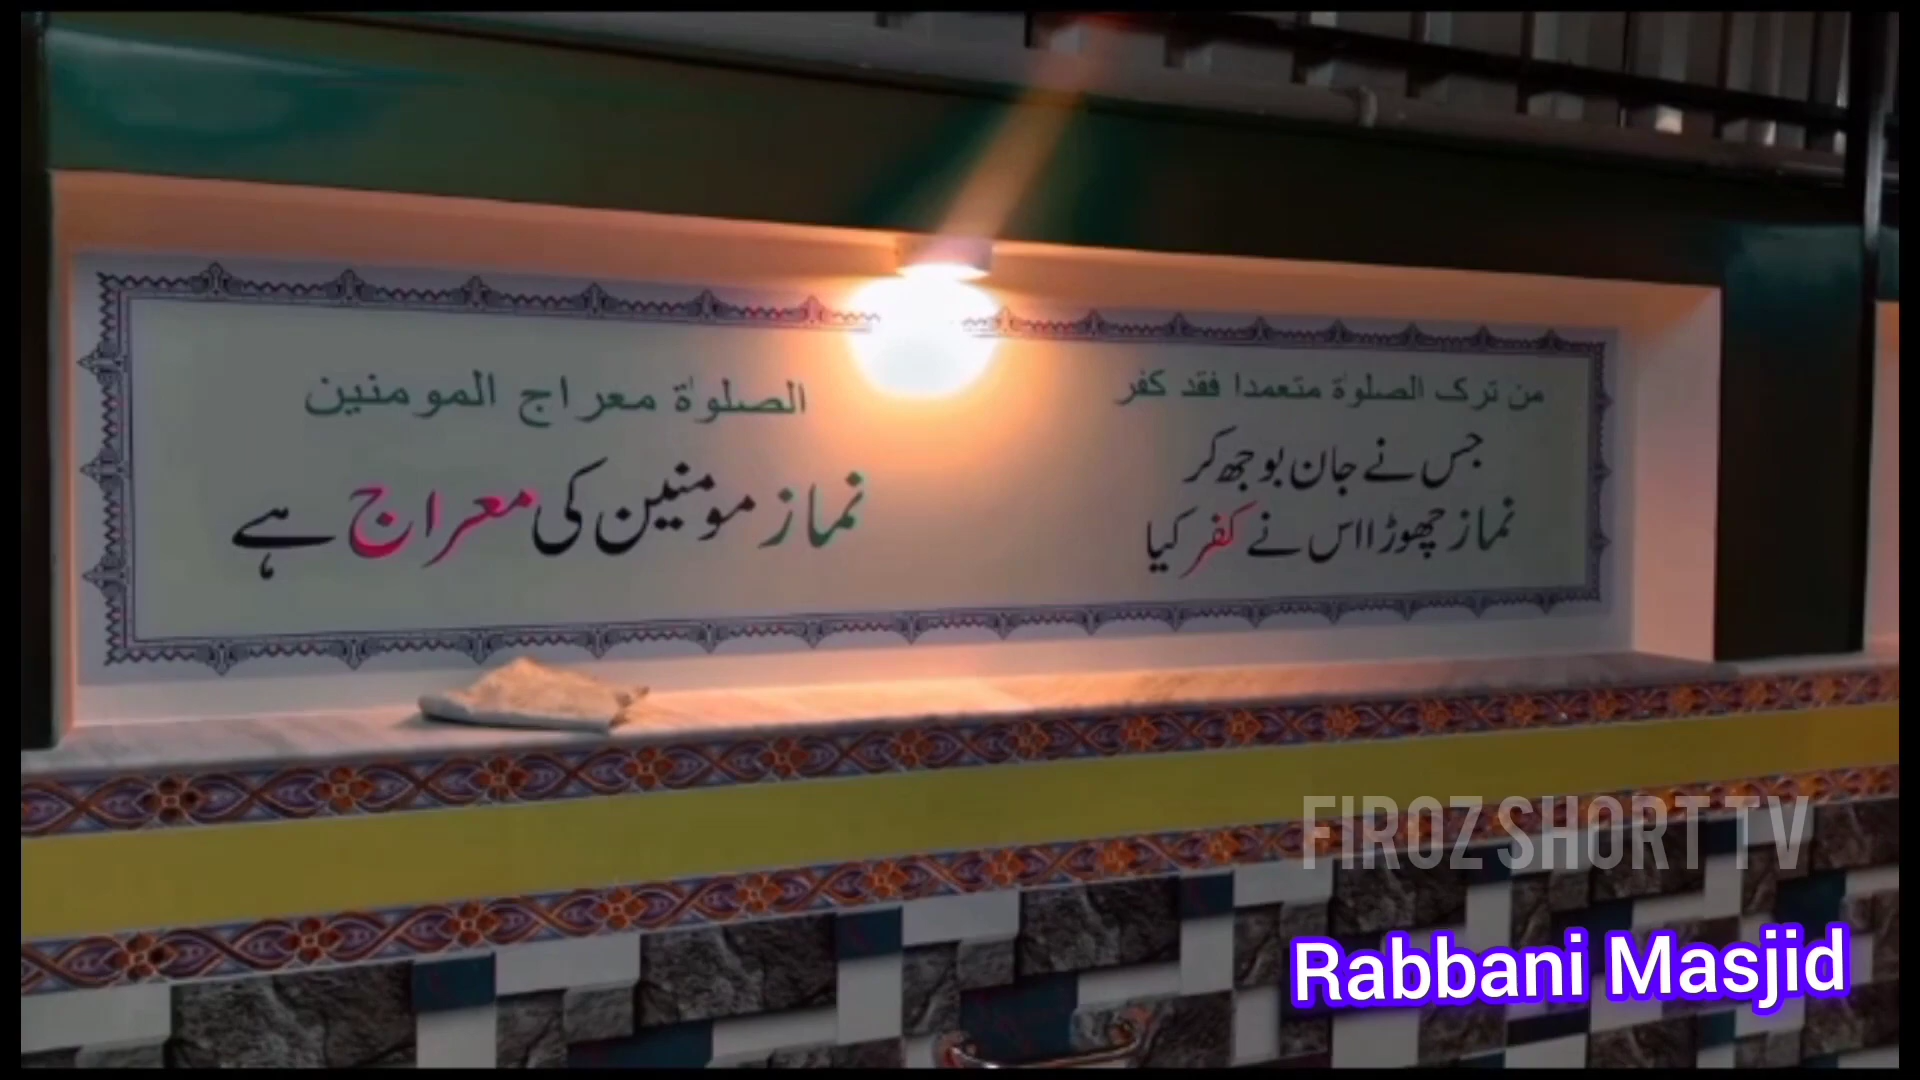 من ترک الصلوٰة متعمدا فقد کفر
جس نے جان بوجھ کر
نماز چھوڑا اس نے کفر کیا
الصلوٰة معراج المومنین
نماز مومنین کی معراج ہے
FIROZ SHORT TV
Rabbani Masjid